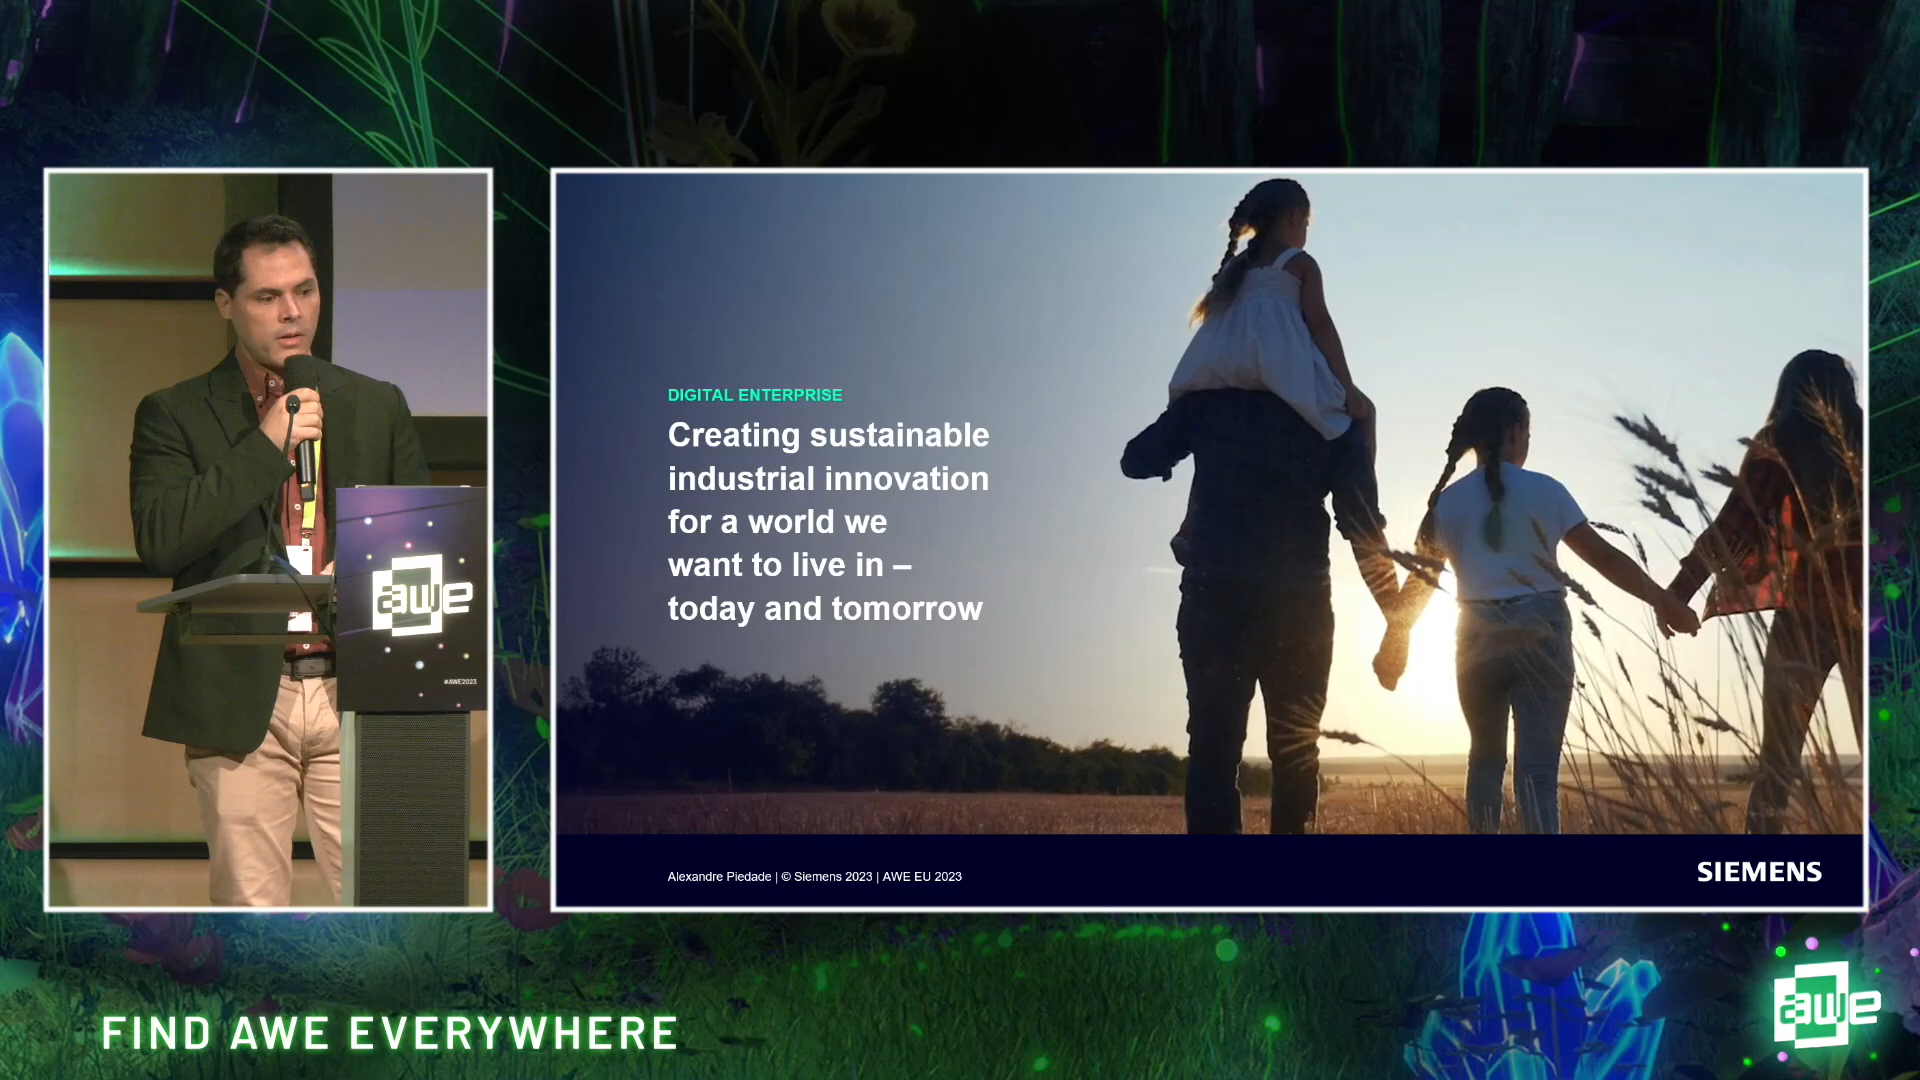 DIGITAL ENTERPRISE
Creating sustainable
industrial innovation
for a world we
want to live in –
today and tomorrow
Alexandre Piedade | © Siemens 2023 | AWE EU 2023
SIEMENS
awe
#AWE2023
FIND AWE EVERYWHERE
awe